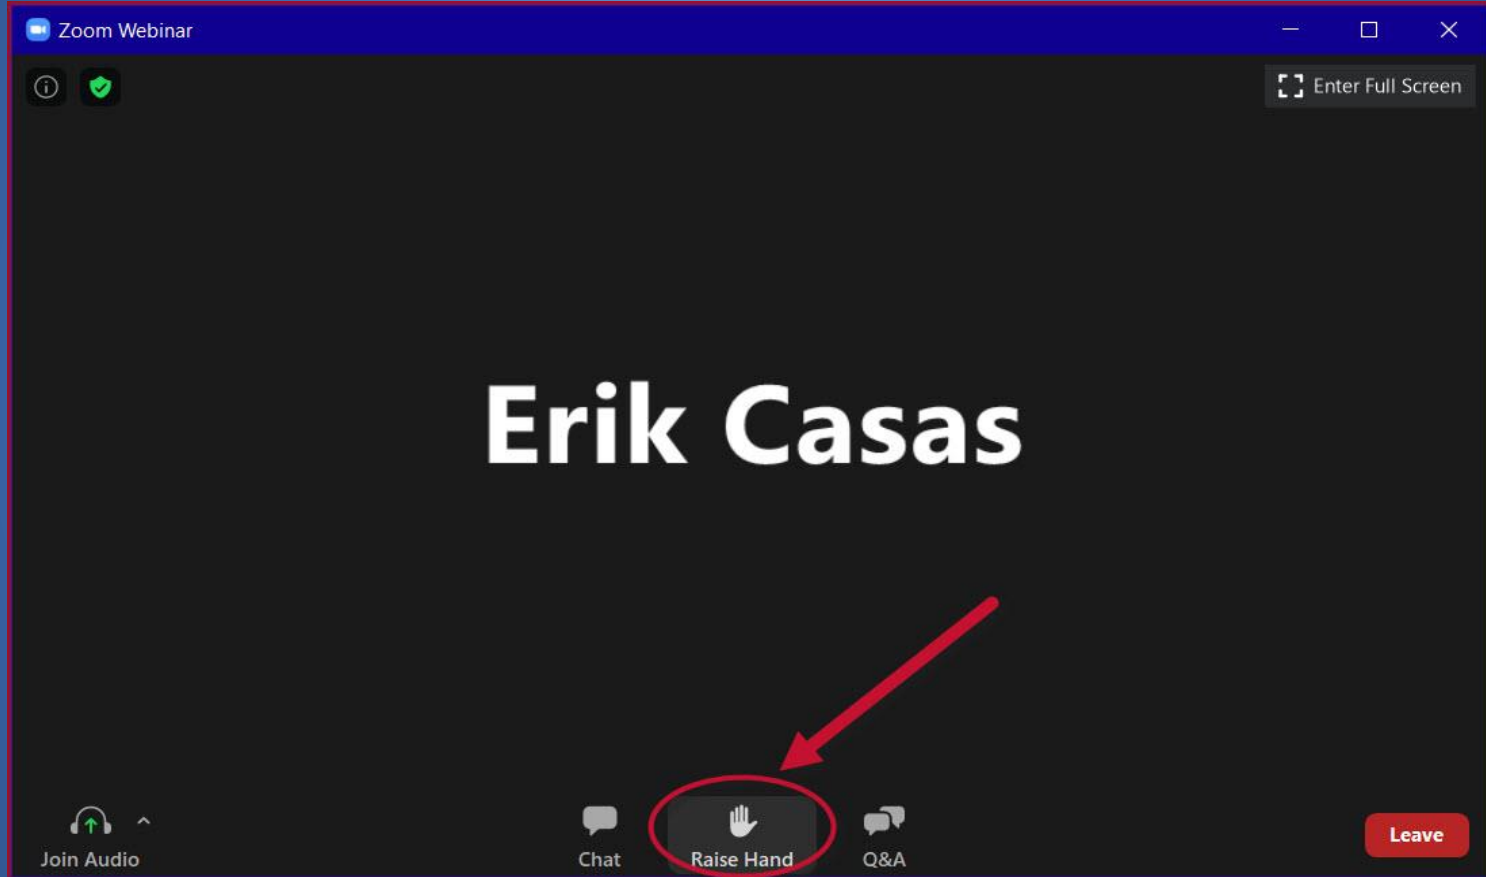 Zoom Webinar
Enter Full Screen
Erik Casas
Join Audio
Chat
Raise Hand
Q&A
Leave